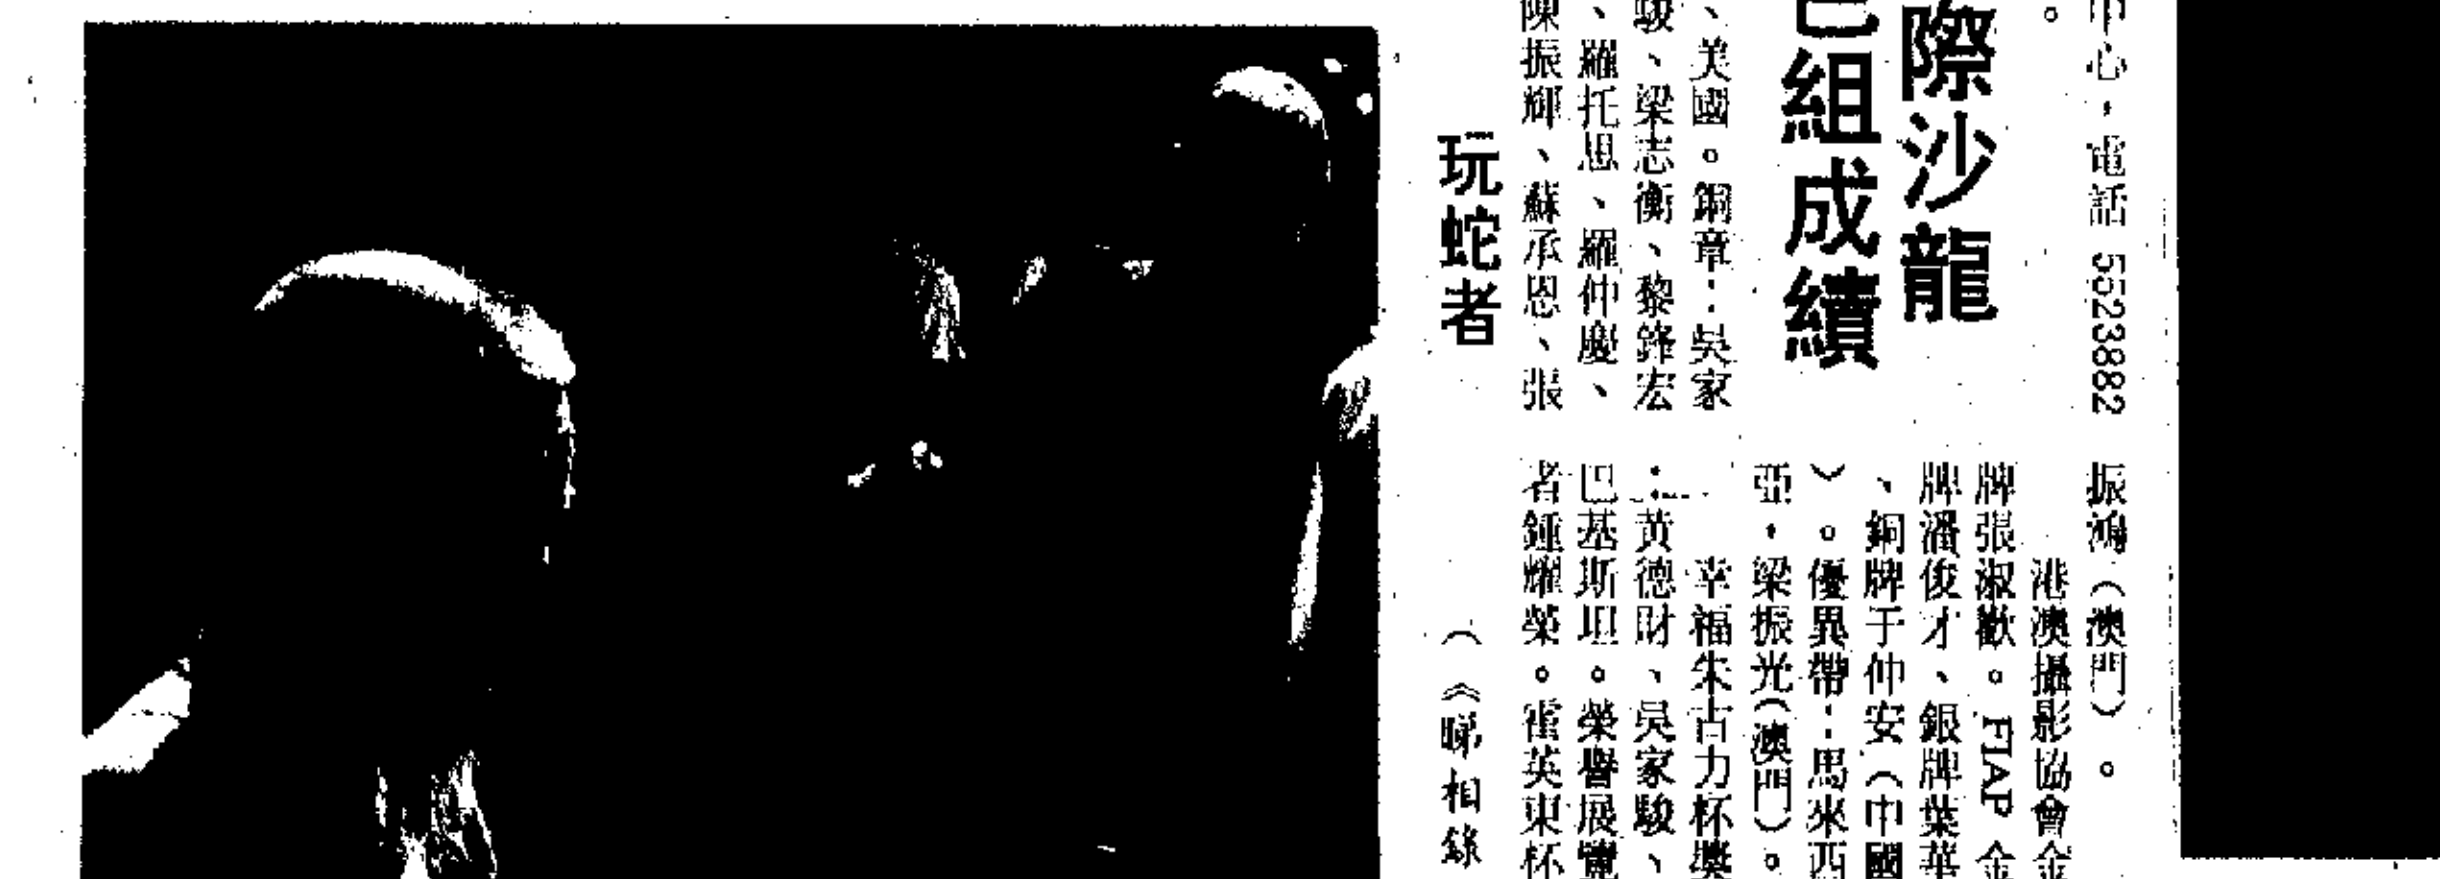 中心，電話 5523882
。
際沙龍
色組成績
、美國。銅章：吳家
駿、梁志衡、黎鋒宏
、羅托思、羅仲慶、
陳振輝、蘇承恩、張
玩蛇者
振鴻（澳門）。
港澳攝影協會金
牌張淑歡。FIAP 金
牌潘俊才、銀牌葉華
、銅牌于仲安（中國
）。優異帶：馬來西
亞，梁振光（澳門）。
幸福朱古力杯獎
：黃德財、吳家駿、
巴基斯坦。榮譽展覽
者鍾耀榮。霍英東杯
（《睇相錄